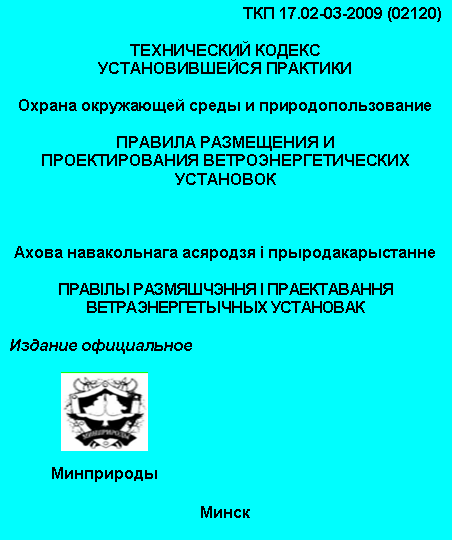 ТКП 17.02-03-2009 (02120)
ТЕХНИЧЕСКИЙ КОДЕКС
УСТАНОВИВШЕЙСЯ ПРАКТИКИ
Охрана окружающей среды и природопользование
ПРАВИЛА РАЗМЕЩЕНИЯ И
ПРОЕКТИРОВАНИЯ ВЕТРОЭНЕРГЕТИЧЕСКИХ
УСТАНОВОК
Ахова навакольнага асяродзя і прыродакарыстанне
ПРАВІЛЫ РАЗМЯШЧЭННЯ І ПРАЕКТАВАННЯ
ВЕТРАЭНЕРГЕТЫЧНЫХ УСТАНОВАК
Издание официальное
МИНПРИРОДЫ
Минприроды
Минск